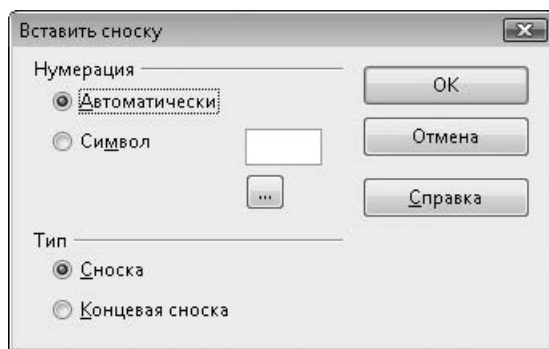 Вставить сноску
Нумерация
Автоматически
Символ
...
Тип
Сноска
Концевая сноска
OK
Отмена
Справка